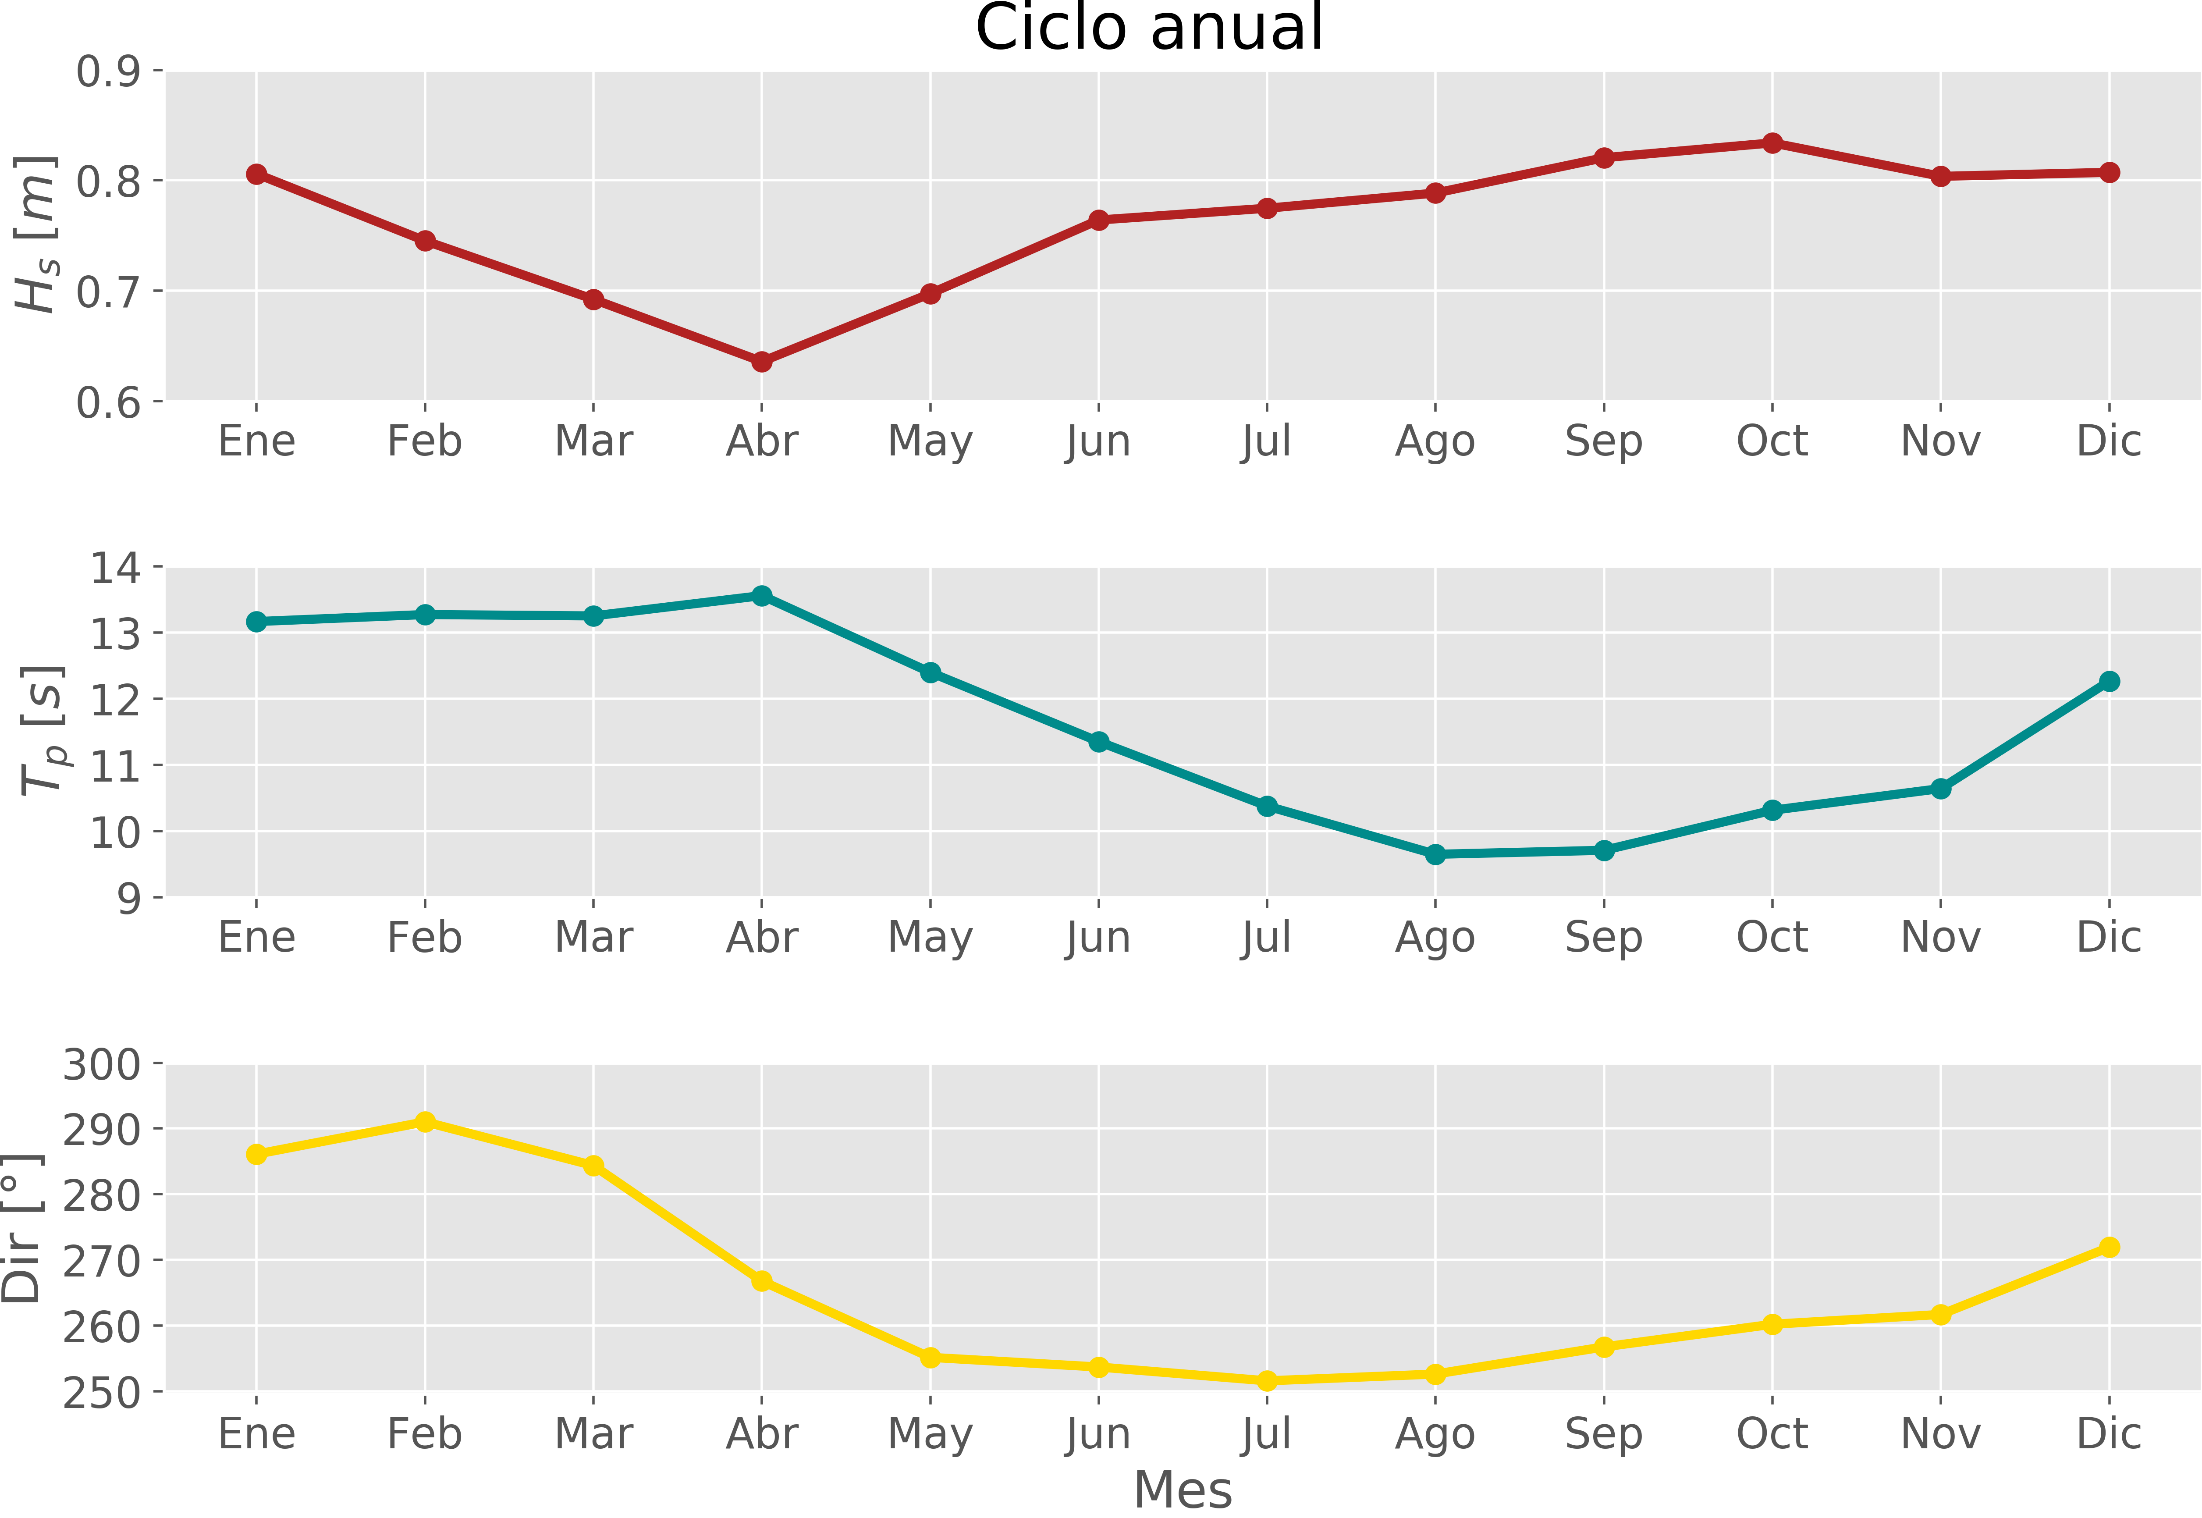 Ciclo anual
H_s [m]
0.9
0.8
0.7
0.6
Ene Feb Mar Abr May Jun Jul Ago Sep Oct Nov Dic
T_p [s]
14
13
12
11
10
9
Ene Feb Mar Abr May Jun Jul Ago Sep Oct Nov Dic
Dir [°]
300
290
280
270
260
250
Ene Feb Mar Abr May Jun Jul Ago Sep Oct Nov Dic
Mes